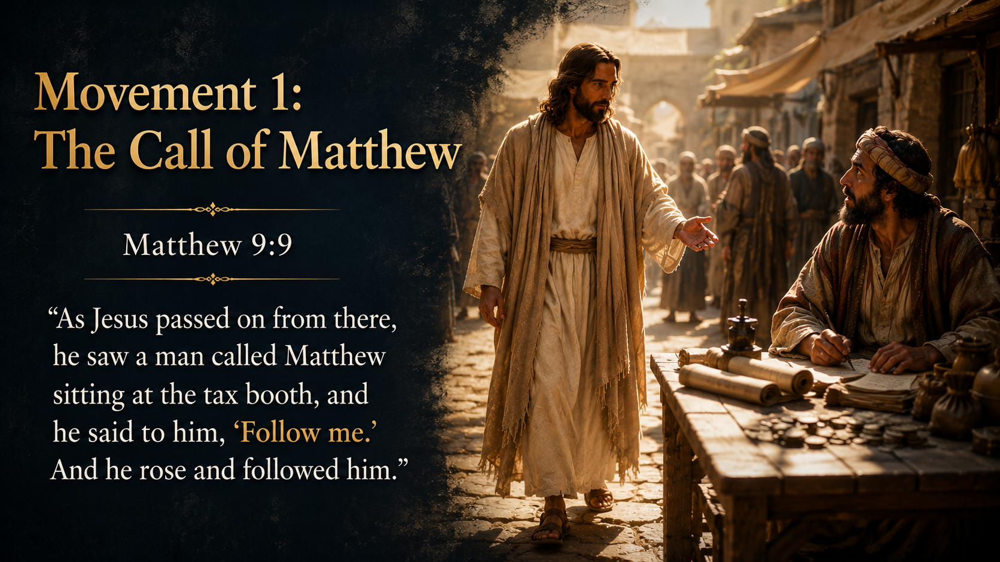 Movement 1:
The Call of Matthew
Matthew 9:9
“As Jesus passed on from there,
he saw a man called Matthew
sitting at the tax booth, and
he said to him, ‘Follow me.’
And he rose and followed him.”